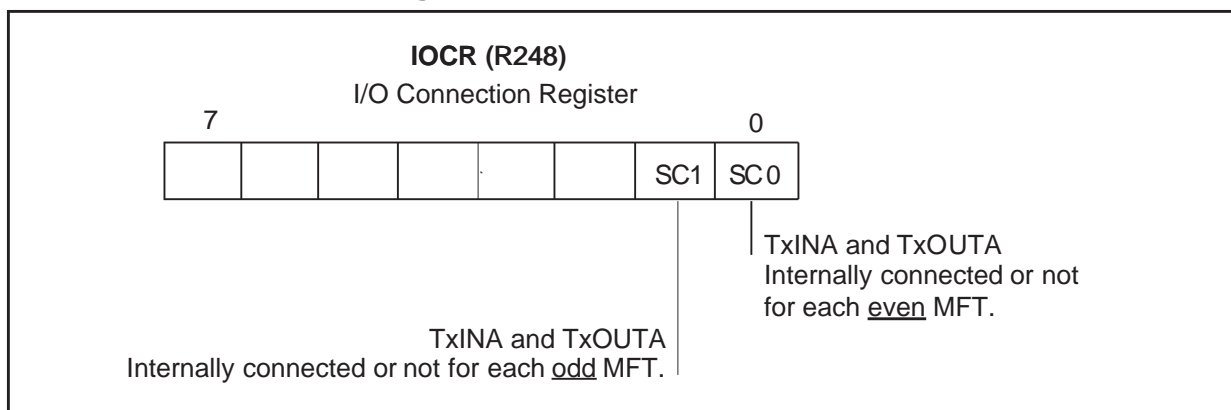 IOCR (R248)
I/O Connection Register
7 0
SC1 SC0
TxINA and TxOUTA
Internally connected or not
for each even MFT.
TxINA and TxOUTA
Internally connected or not for each odd MFT.